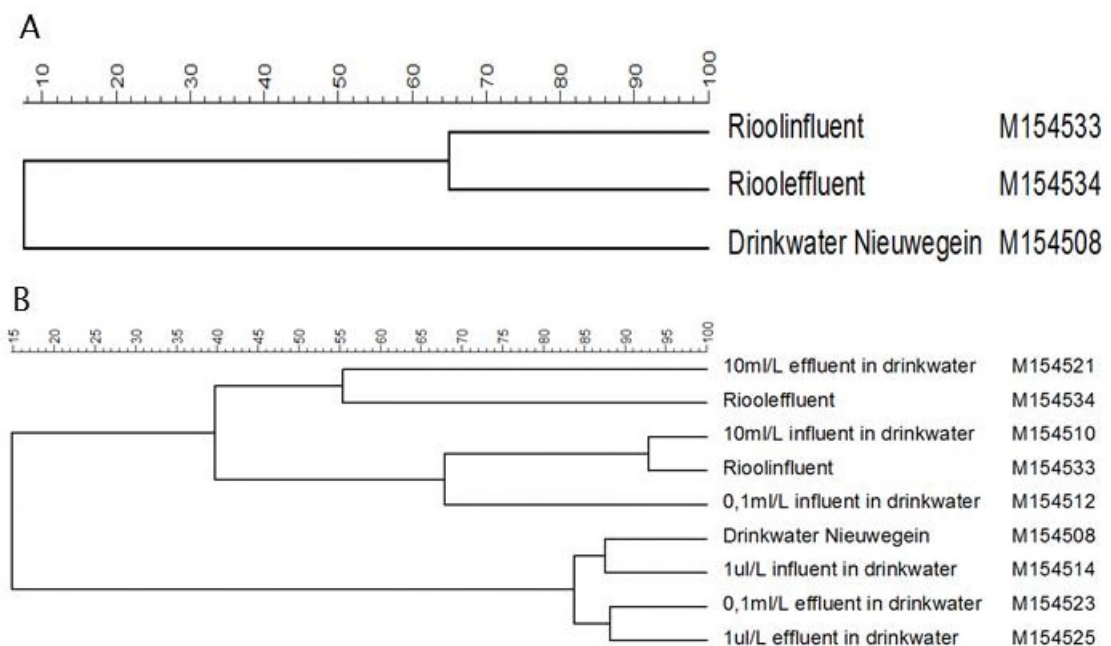 A
10 20 30 40 50 60 70 80 90 100
Rioolinfluent M154533
Riooleffluent M154534
Drinkwater Nieuwegein M154508
B
15 20 25 30 35 40 45 50 55 60 65 70 75 80 85 90 95 100
10ml/L effluent in drinkwater M154521
Riooleffluent M154534
10ml/L influent in drinkwater M154510
Rioolinfluent M154533
0,1ml/L influent in drinkwater M154512
Drinkwater Nieuwegein M154508
1ul/L influent in drinkwater M154514
0,1ml/L effluent in drinkwater M154523
1ul/L effluent in drinkwater M154525